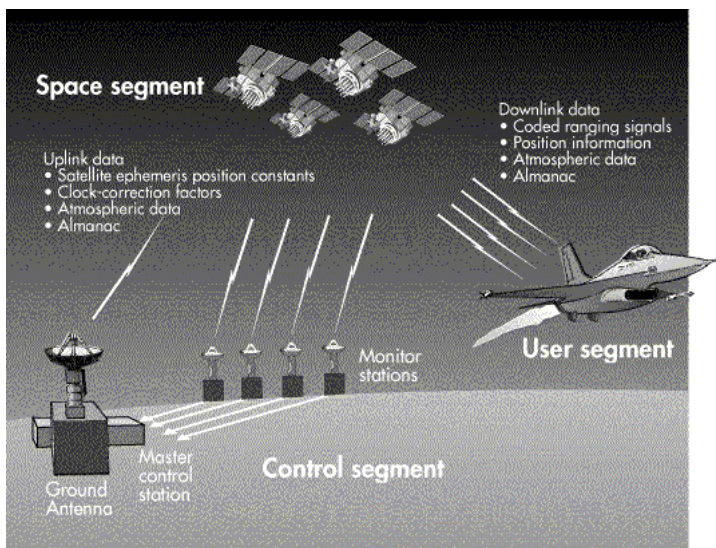 Space segment
Downlink data
• Coded ranging signals
• Position information
• Atmospheric data
• Almanac
Uplink data
• Satellite ephemeris position constants
• Clock-correction factors
• Atmospheric data
• Almanac
User segment
Monitor
stations
Master
control
station
Control segment
Ground
Antenna